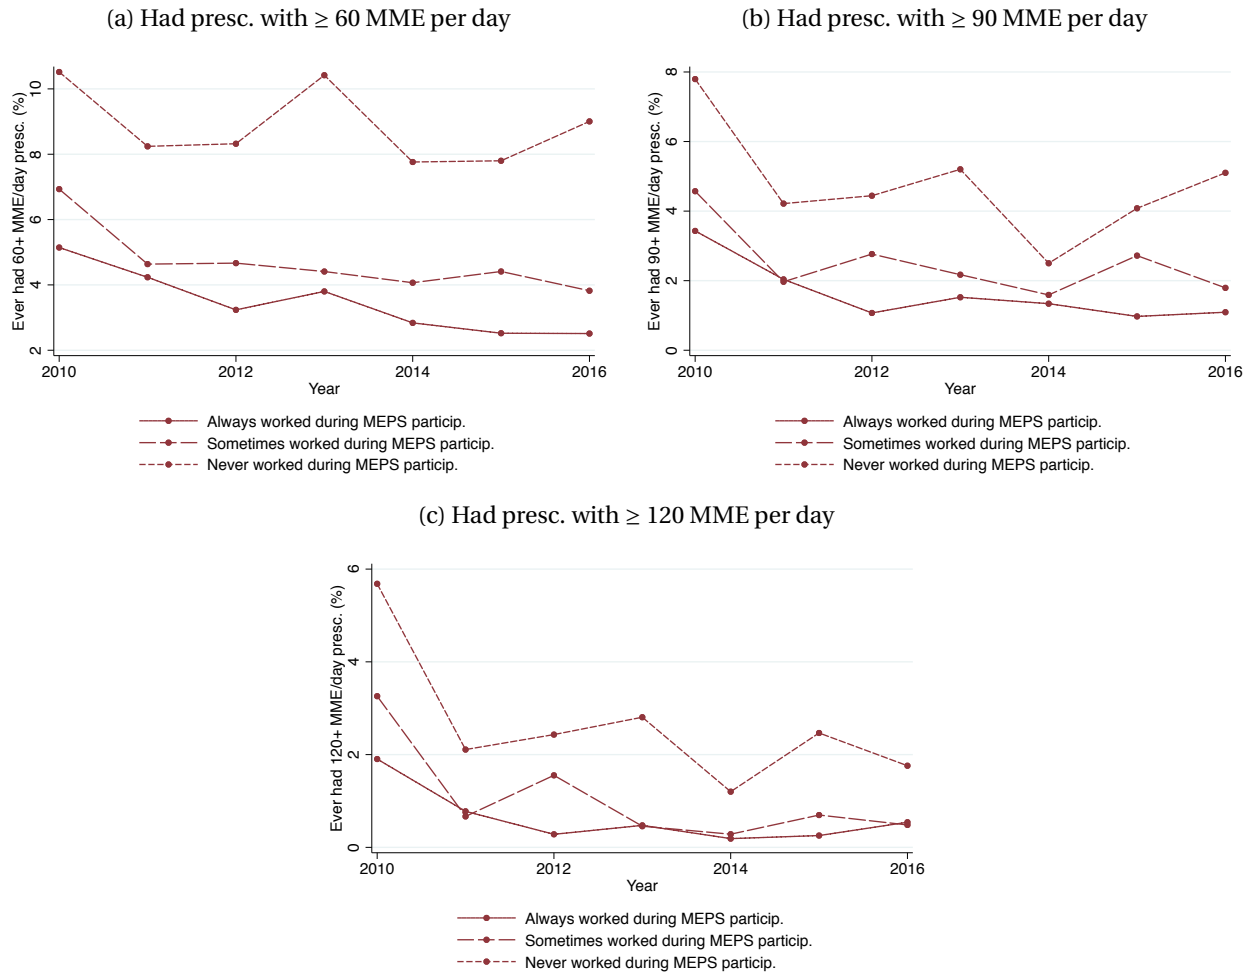 (a) Had presc. with ≥ 60 MME per day
Ever had 60+ MME/day presc. (%)
10
8
6
4
2
2010 2012 2014 2016
Year
Always worked during MEPS particip.
Sometimes worked during MEPS particip.
Never worked during MEPS particip.
(b) Had presc. with ≥ 90 MME per day
Ever had 90+ MME/day presc. (%)
8
6
4
2
0
2010 2012 2014 2016
Year
Always worked during MEPS particip.
Sometimes worked during MEPS particip.
Never worked during MEPS particip.
(c) Had presc. with ≥ 120 MME per day
Ever had 120+ MME/day presc. (%)
6
4
2
0
2010 2012 2014 2016
Year
Always worked during MEPS particip.
Sometimes worked during MEPS particip.
Never worked during MEPS particip.